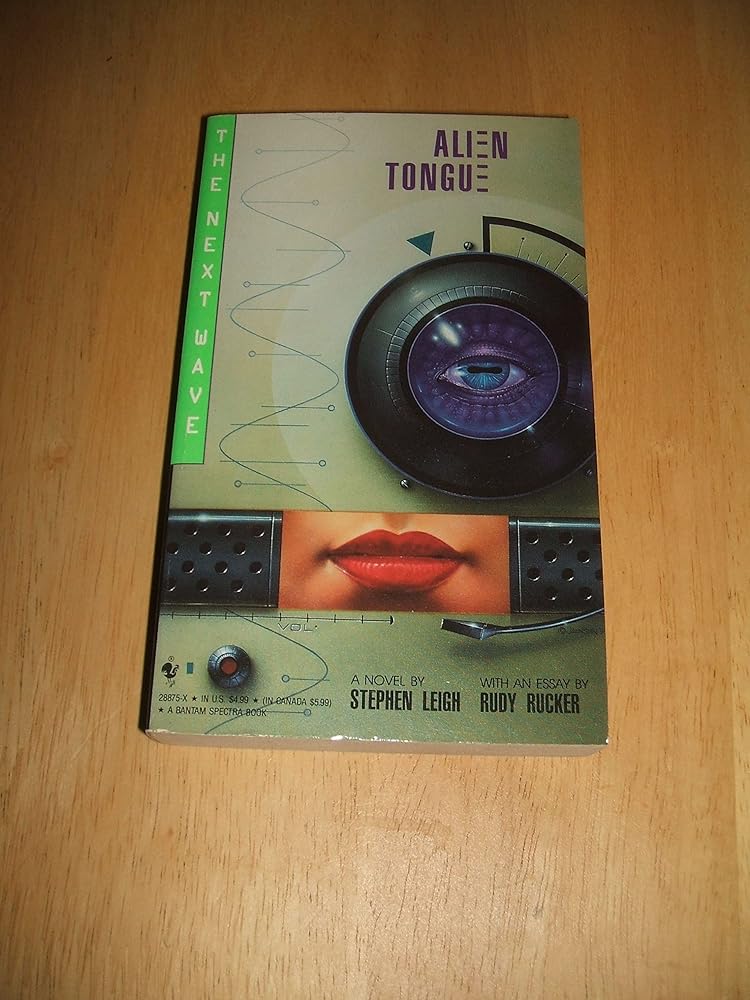 THE NEXT WAVE
ALIEN
TONGUE
VOL.
A NOVEL BY
STEPHEN LEIGH
WITH AN ESSAY BY
RUDY RUCKER
28875-X ★ IN U.S. $4.99 ★ (IN CANADA $5.99)
★ A BANTAM SPECTRA BOOK